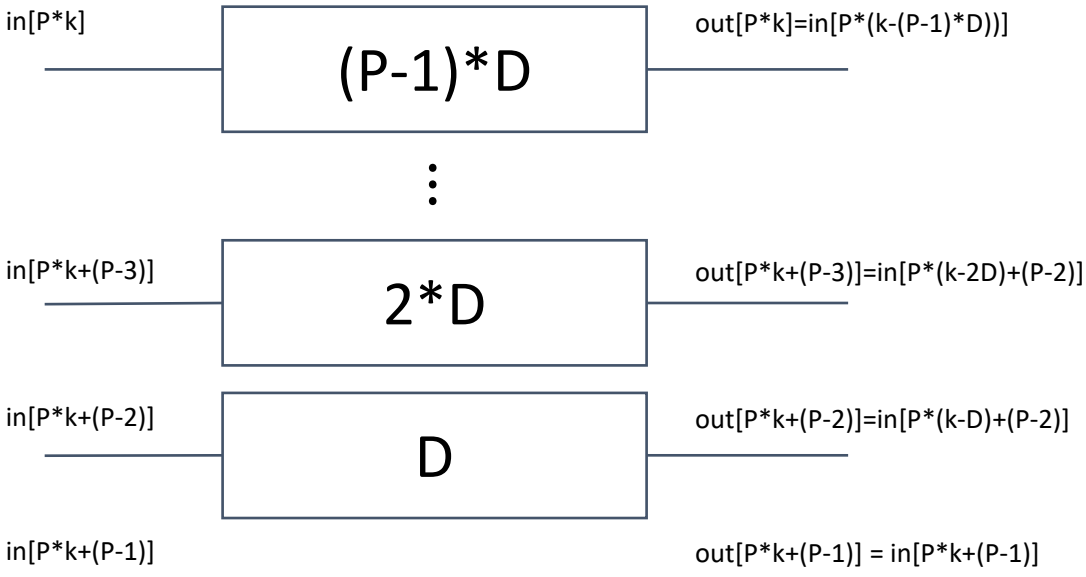 in[P*k]
(P-1)*D
out[P*k]=in[P*(k-(P-1)*D))]
in[P*k+(P-3)]
2*D
out[P*k+(P-3)]=in[P*(k-2D)+(P-2)]
in[P*k+(P-2)]
D
out[P*k+(P-2)]=in[P*(k-D)+(P-2)]
in[P*k+(P-1)]
out[P*k+(P-1)] = in[P*k+(P-1)]